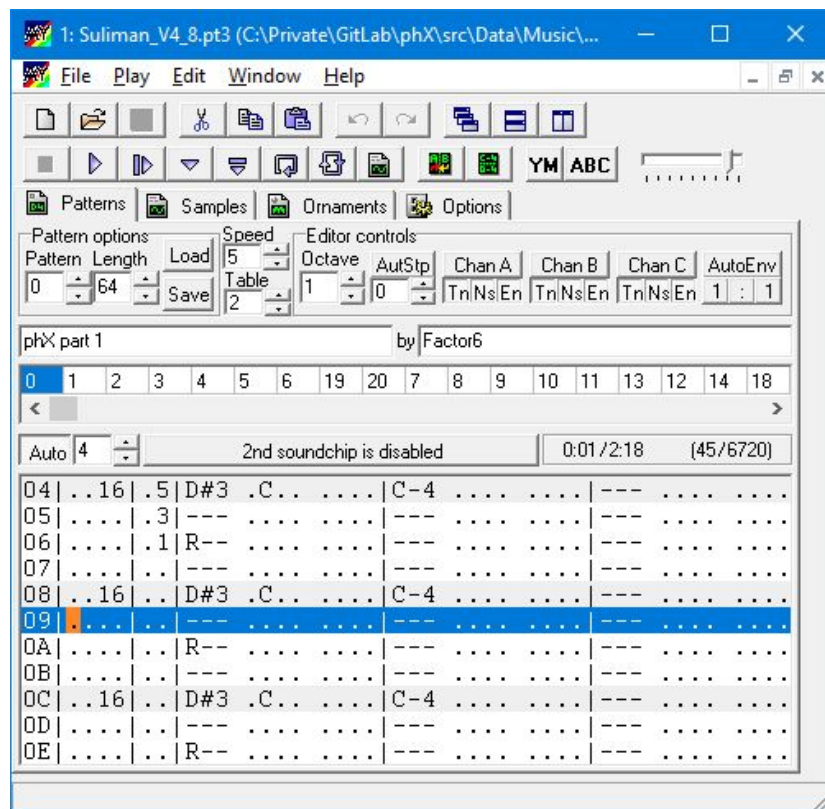 1: Suliman_V4_8.pt3 (C:\Private\GitLab\phX\src\Data\Music\...
File Play Edit Window Help
YM ABC
Patterns Samples Ornaments Options
Pattern options Speed Editor controls
Pattern Length Load 5 Octave AutStp Chan A Chan B Chan C AutoEnv
0 64 Save Table 2 1 0 Tn Ns En Tn Ns En Tn Ns En 1 : 1
phX part 1 by Factor6
0 1 2 3 4 5 6 19 20 7 8 9 10 11 13 12 14 18
Auto 4 2nd soundchip is disabled 0:01/2:18 (45/6720)
04|..16|.5|D#3 .C.. ....|C-4 .... ....|--- .... ....
05|....|.3|--- .... ....|--- .... ....|--- .... ....
06|....|.1|R-- .... ....|--- .... ....|--- .... ....
07|....|..|--- .... ....|--- .... ....|--- .... ....
08|..16|..|D#3 .C.. ....|C-4 .... ....|--- .... ....
09|....|..|--- .... ....|--- .... ....|--- .... ....
0A|....|..|R-- .... ....|--- .... ....|--- .... ....
0B|....|..|--- .... ....|--- .... ....|--- .... ....
0C|..16|..|D#3 .C.. ....|C-4 .... ....|--- .... ....
0D|....|..|--- .... ....|--- .... ....|--- .... ....
0E|....|..|R-- .... ....|--- .... ....|--- .... ....